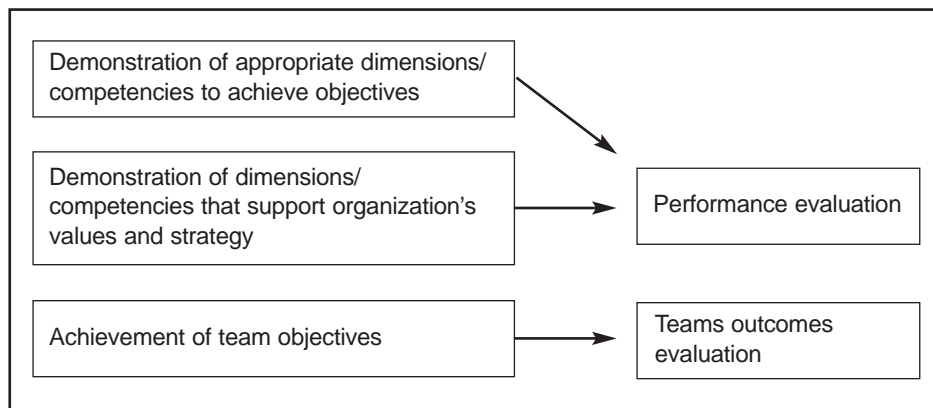 Demonstration of appropriate dimensions/
competencies to achieve objectives
Demonstration of dimensions/
competencies that support organization’s
values and strategy
Performance evaluation
Achievement of team objectives
Teams outcomes
evaluation